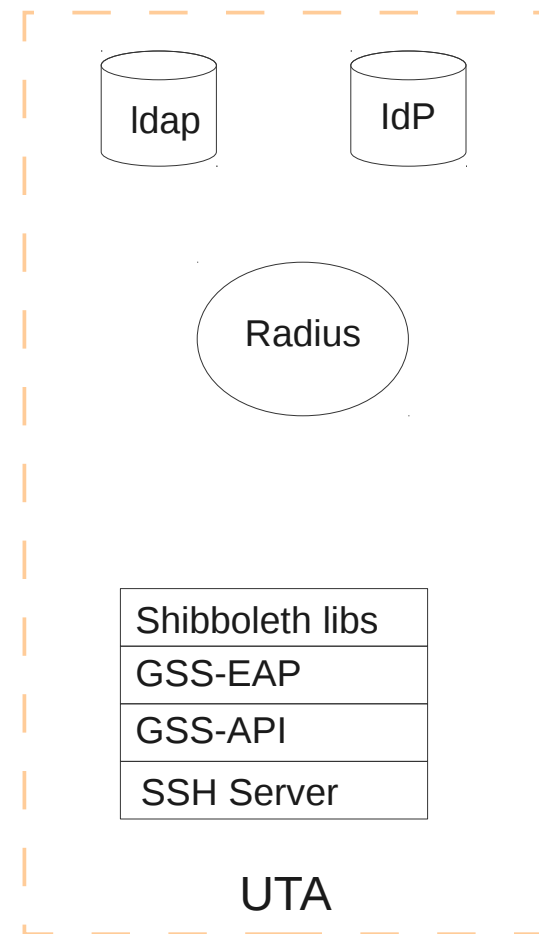 ldap
IdP
Radius
Shibboleth libs
GSS-EAP
GSS-API
SSH Server
UTA